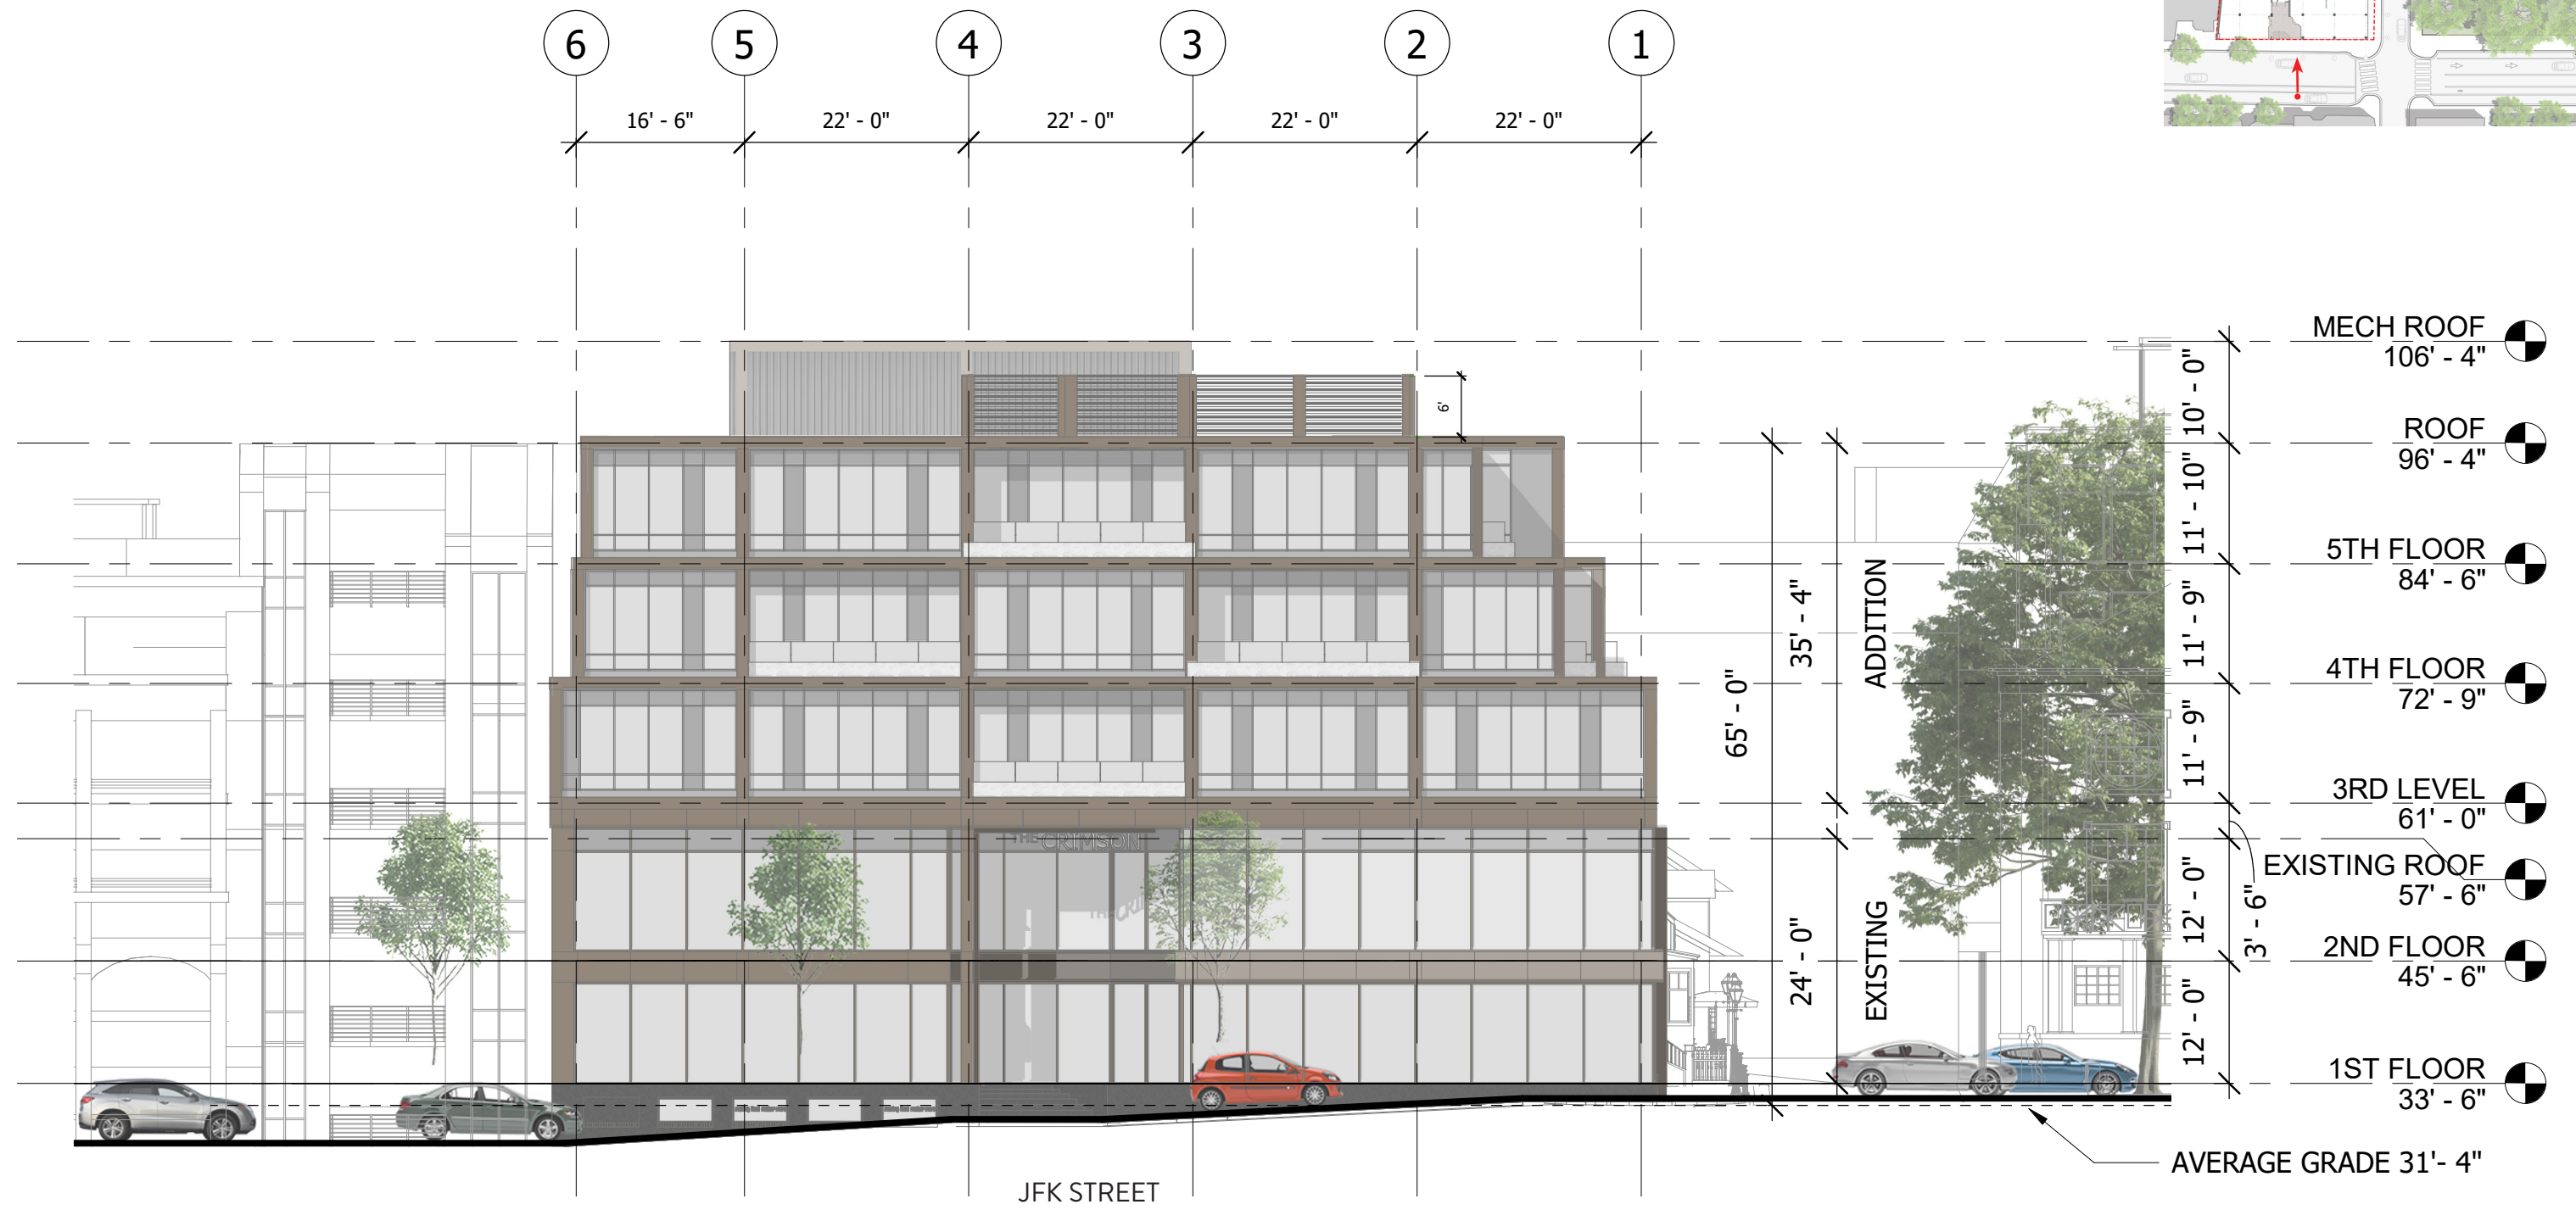 6 5 4 3 2 1
16' - 6" 22' - 0" 22' - 0" 22' - 0" 22' - 0"
6'
MECH ROOF
106' - 4"
10' - 0"
ROOF
96' - 4"
11' - 10"
5TH FLOOR
84' - 6"
11' - 9"
4TH FLOOR
72' - 9"
11' - 9"
3RD LEVEL
61' - 0"
3' - 6"
EXISTING ROOF
57' - 6"
12' - 0"
2ND FLOOR
45' - 6"
12' - 0"
1ST FLOOR
33' - 6"
65' - 0"
35' - 4"
ADDITION
24' - 0"
EXISTING
THE CRIMSON
THE CRI
AVERAGE GRADE 31'- 4"
JFK STREET